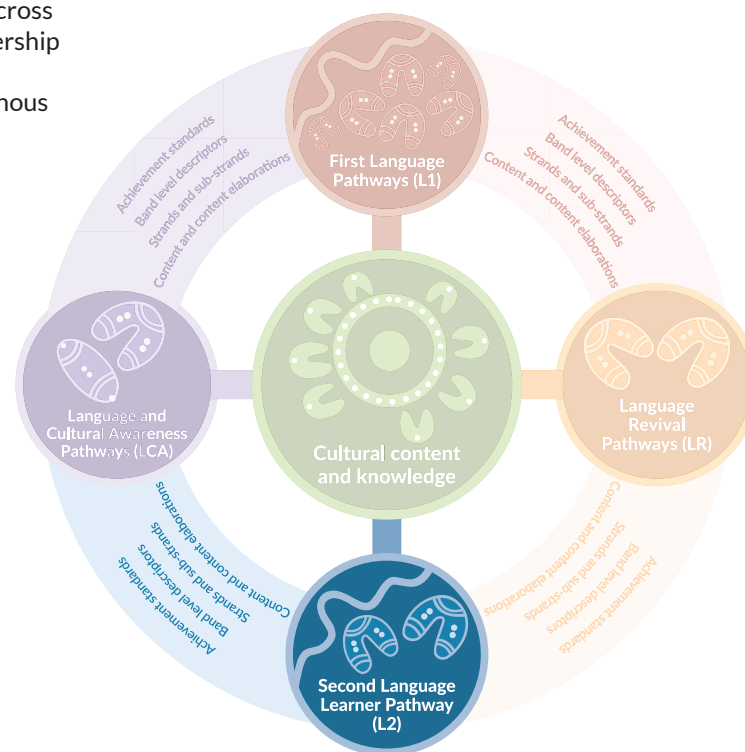 cross
ership
nous
First Language
Pathways (L1)
Achievement standards
Band level descriptors
Strands and sub-strands
Content and content elaborations
Achievement standards
Band level descriptors
Strands and sub-strands
Content and content elaborations
Language and
Cultural Awareness
Pathways (LCA)
Cultural content
and knowledge
Language
Revival
Pathways (LR)
Content and content elaborations
Strands and sub-strands
Band level descriptors
Achievement standards
Content and content elaborations
Strands and sub-strands
Band level descriptors
Achievement standards
Second Language
Learner Pathway
(L2)